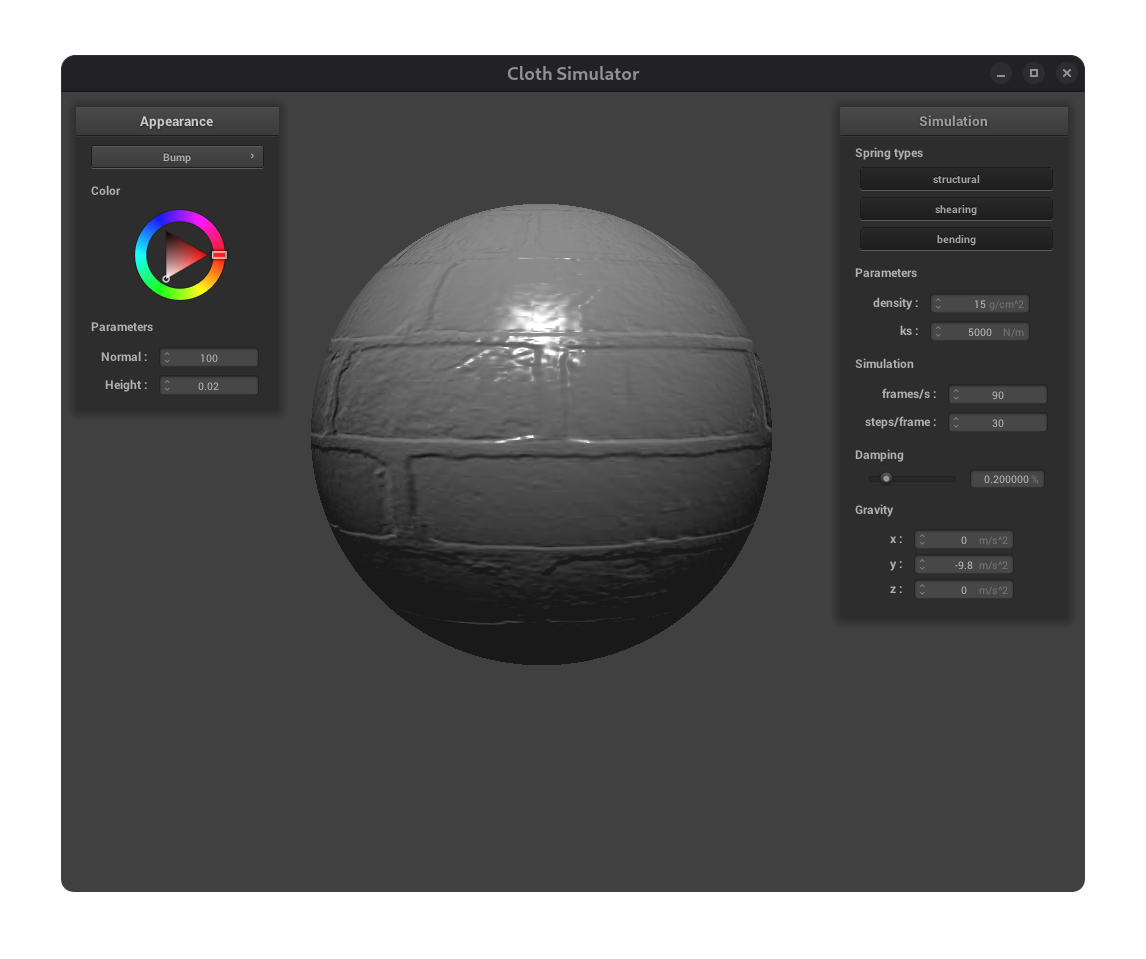 Cloth Simulator
Appearance
Bump
Color
Parameters
Normal : 100
Height : 0.02
Simulation
Spring types
structural
shearing
bending
Parameters
density : 15 g/cm^2
ks : 5000 N/m
Simulation
frames/s : 90
steps/frame : 30
Damping
0.200000 %
Gravity
x : 0 m/s^2
y : -9.8 m/s^2
z : 0 m/s^2